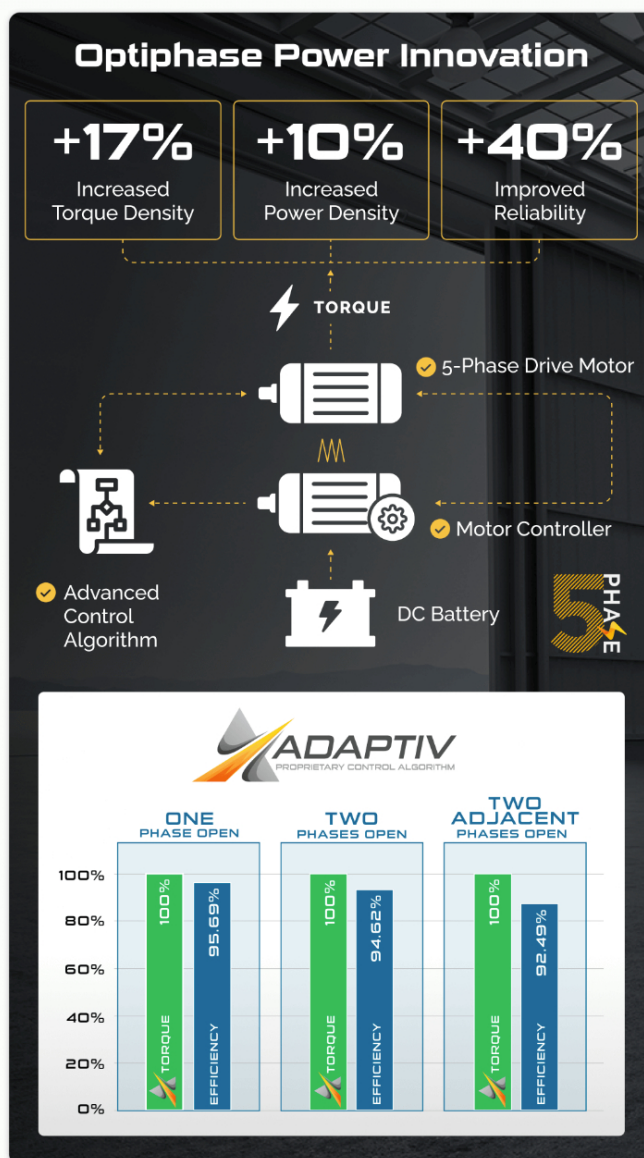 Optiphase Power Innovation
+17%
Increased
Torque Density
+10%
Increased
Power Density
+40%
Improved
Reliability
TORQUE
5-Phase Drive Motor
Motor Controller
Advanced
Control
Algorithm
DC Battery
5 PHASE
ADAPTIV
PROPRIETARY CONTROL ALGORITHM
ONE
PHASE OPEN
TWO
PHASES OPEN
TWO
ADJACENT
PHASES OPEN
100%
80%
60%
40%
20%
0%
100%
TORQUE
95.69%
EFFICIENCY
100%
TORQUE
94.62%
EFFICIENCY
100%
TORQUE
92.49%
EFFICIENCY